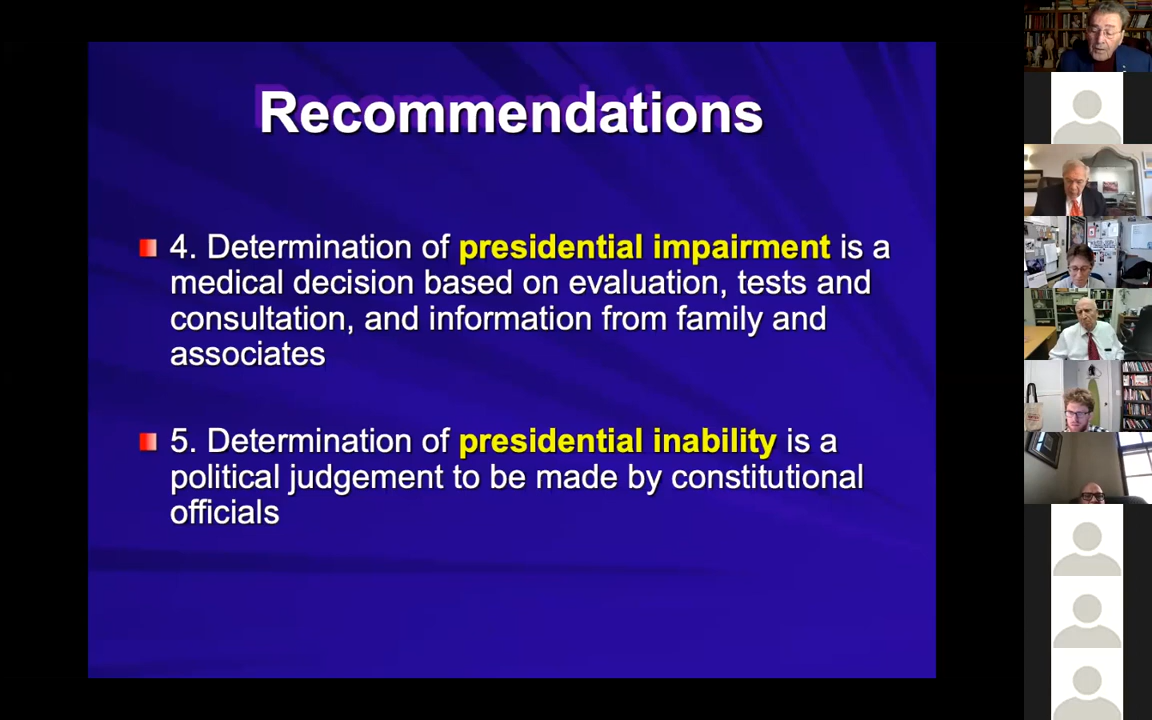 Recommendations
4. Determination of presidential impairment is a
medical decision based on evaluation, tests and
consultation, and information from family and
associates
5. Determination of presidential inability is a
political judgement to be made by constitutional
officials